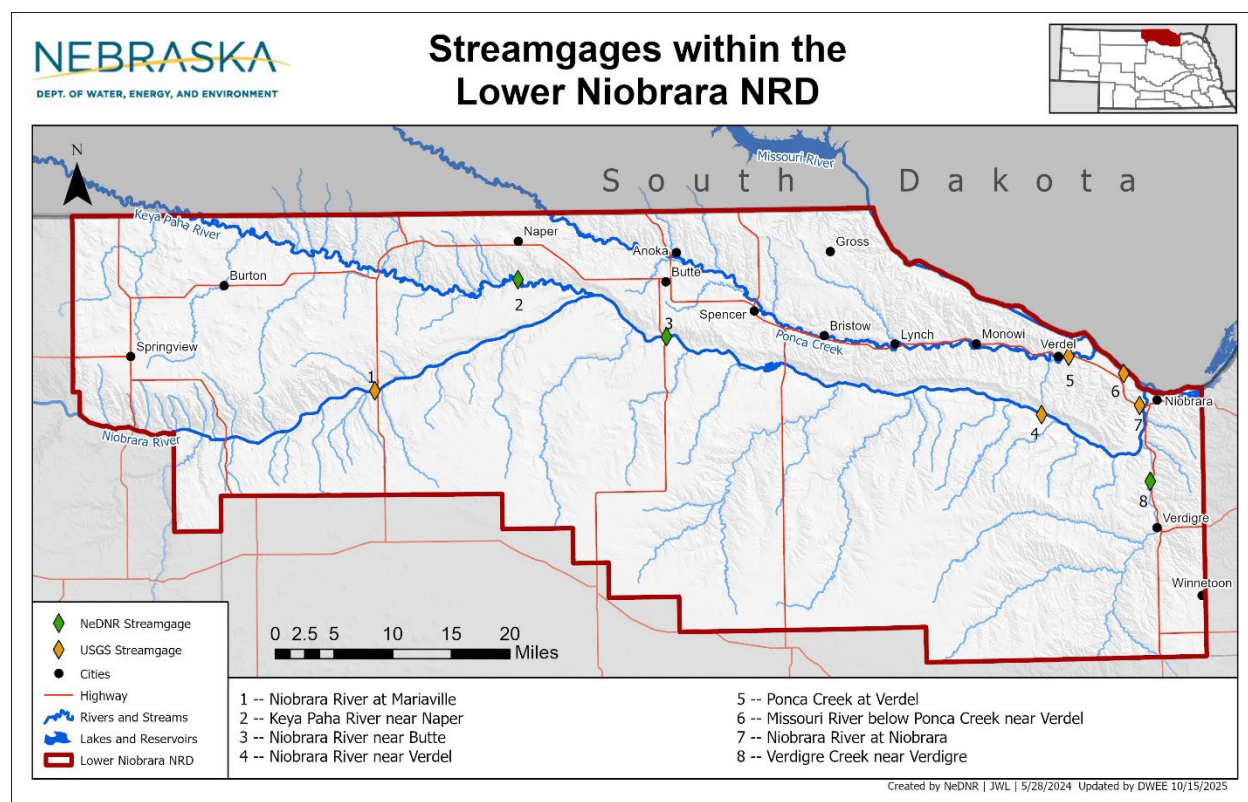 NEBRASKA
DEPT. OF WATER, ENERGY, AND ENVIRONMENT
Streamgages within the
Lower Niobrara NRD
N
Missouri River
South Dakota
Keya Paha River
Naper
Gross
Anoka
Burton
Butte
2
Spencer
3
Bristow
Ponca Creek
Lynch
Monowi
Verdel
Springview
5
1
6
Niobrara
7
4
Niobrara River
8
Verdigre
Winnetoon
NeDNR Streamgage
USGS Streamgage
Cities
Highway
Rivers and Streams
Lakes and Reservoirs
Lower Niobrara NRD
0 2.5 5 10 15 20
Miles
1 -- Niobrara River at Mariaville
2 -- Keya Paha River near Naper
3 -- Niobrara River near Butte
4 -- Niobrara River near Verdel
5 -- Ponca Creek at Verdel
6 -- Missouri River below Ponca Creek near Verdel
7 -- Niobrara River at Niobrara
8 -- Verdigre Creek near Verdigre
Created by NeDNR | JWL | 5/28/2024 Updated by DWEE 10/15/2025